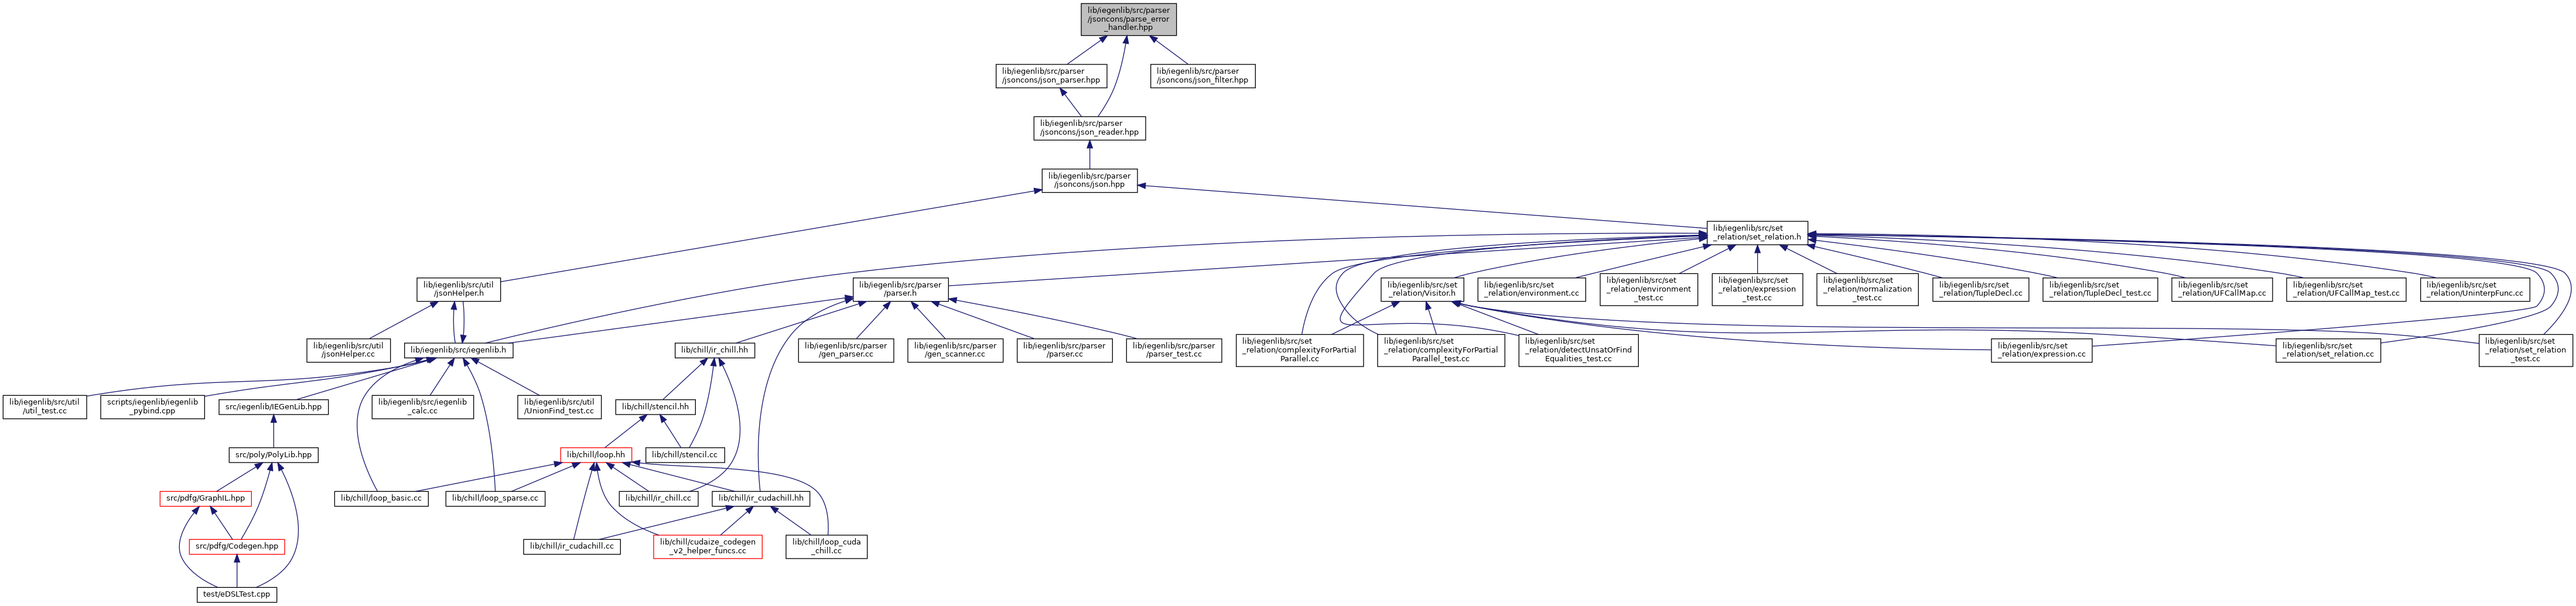 lib/iegenlib/src/parser
/jsoncons/parse_error
_handler.hpp
lib/iegenlib/src/parser
/jsoncons/json_parser.hpp
lib/iegenlib/src/parser
/jsoncons/json_filter.hpp
lib/iegenlib/src/parser
/jsoncons/json_reader.hpp
lib/iegenlib/src/parser
/jsoncons/json.hpp
lib/iegenlib/src/set
_relation/set_relation.h
lib/iegenlib/src/util
/jsonHelper.h
lib/iegenlib/src/parser
/parser.h
lib/iegenlib/src/set
_relation/Visitor.h
lib/iegenlib/src/set
_relation/environment.cc
lib/iegenlib/src/set
_relation/environment
_test.cc
lib/iegenlib/src/set
_relation/expression
_test.cc
lib/iegenlib/src/set
_relation/normalization
_test.cc
lib/iegenlib/src/set
_relation/TupleDecl.cc
lib/iegenlib/src/set
_relation/TupleDecl_test.cc
lib/iegenlib/src/set
_relation/UFCallMap.cc
lib/iegenlib/src/set
_relation/UFCallMap_test.cc
lib/iegenlib/src/set
_relation/UninterpFunc.cc
lib/iegenlib/src/util
/jsonHelper.cc
lib/iegenlib/src/iegenlib.h
lib/chill/ir_chill.hh
lib/iegenlib/src/parser
/gen_parser.cc
lib/iegenlib/src/parser
/gen_scanner.cc
lib/iegenlib/src/parser
/parser.cc
lib/iegenlib/src/parser
/parser_test.cc
lib/iegenlib/src/set
_relation/complexityForPartial
Parallel.cc
lib/iegenlib/src/set
_relation/complexityForPartial
Parallel_test.cc
lib/iegenlib/src/set
_relation/detectUnsatOrFind
Equalities_test.cc
lib/iegenlib/src/set
_relation/expression.cc
lib/iegenlib/src/set
_relation/set_relation.cc
lib/iegenlib/src/set
_relation/set_relation
_test.cc
lib/iegenlib/src/util
/util_test.cc
scripts/iegenlib/iegenlib
_pybind.cpp
src/iegenlib/IEGenLib.hpp
lib/iegenlib/src/iegenlib
_calc.cc
lib/iegenlib/src/util
/UnionFind_test.cc
lib/chill/stencil.hh
src/poly/PolyLib.hpp
lib/chill/loop.hh
lib/chill/stencil.cc
src/pdfg/GraphIL.hpp
lib/chill/loop_basic.cc
lib/chill/loop_sparse.cc
lib/chill/ir_chill.cc
lib/chill/ir_cudachill.hh
src/pdfg/Codegen.hpp
lib/chill/ir_cudachill.cc
lib/chill/cudaize_codegen
_v2_helper_funcs.cc
lib/chill/loop_cuda
_chill.cc
test/eDSLTest.cpp